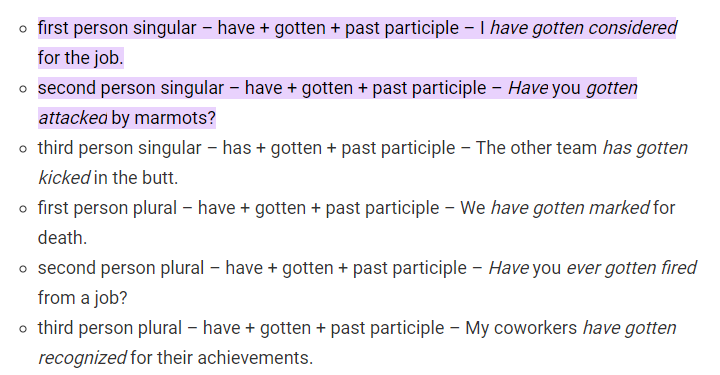 first person singular – have + gotten + past participle – I have gotten considered
for the job.
second person singular – have + gotten + past participle – Have you gotten
attacked by marmots?
third person singular – has + gotten + past participle – The other team has gotten
kicked in the butt.
first person plural – have + gotten + past participle – We have gotten marked for
death.
second person plural – have + gotten + past participle – Have you ever gotten fired
from a job?
third person plural – have + gotten + past participle – My coworkers have gotten
recognized for their achievements.